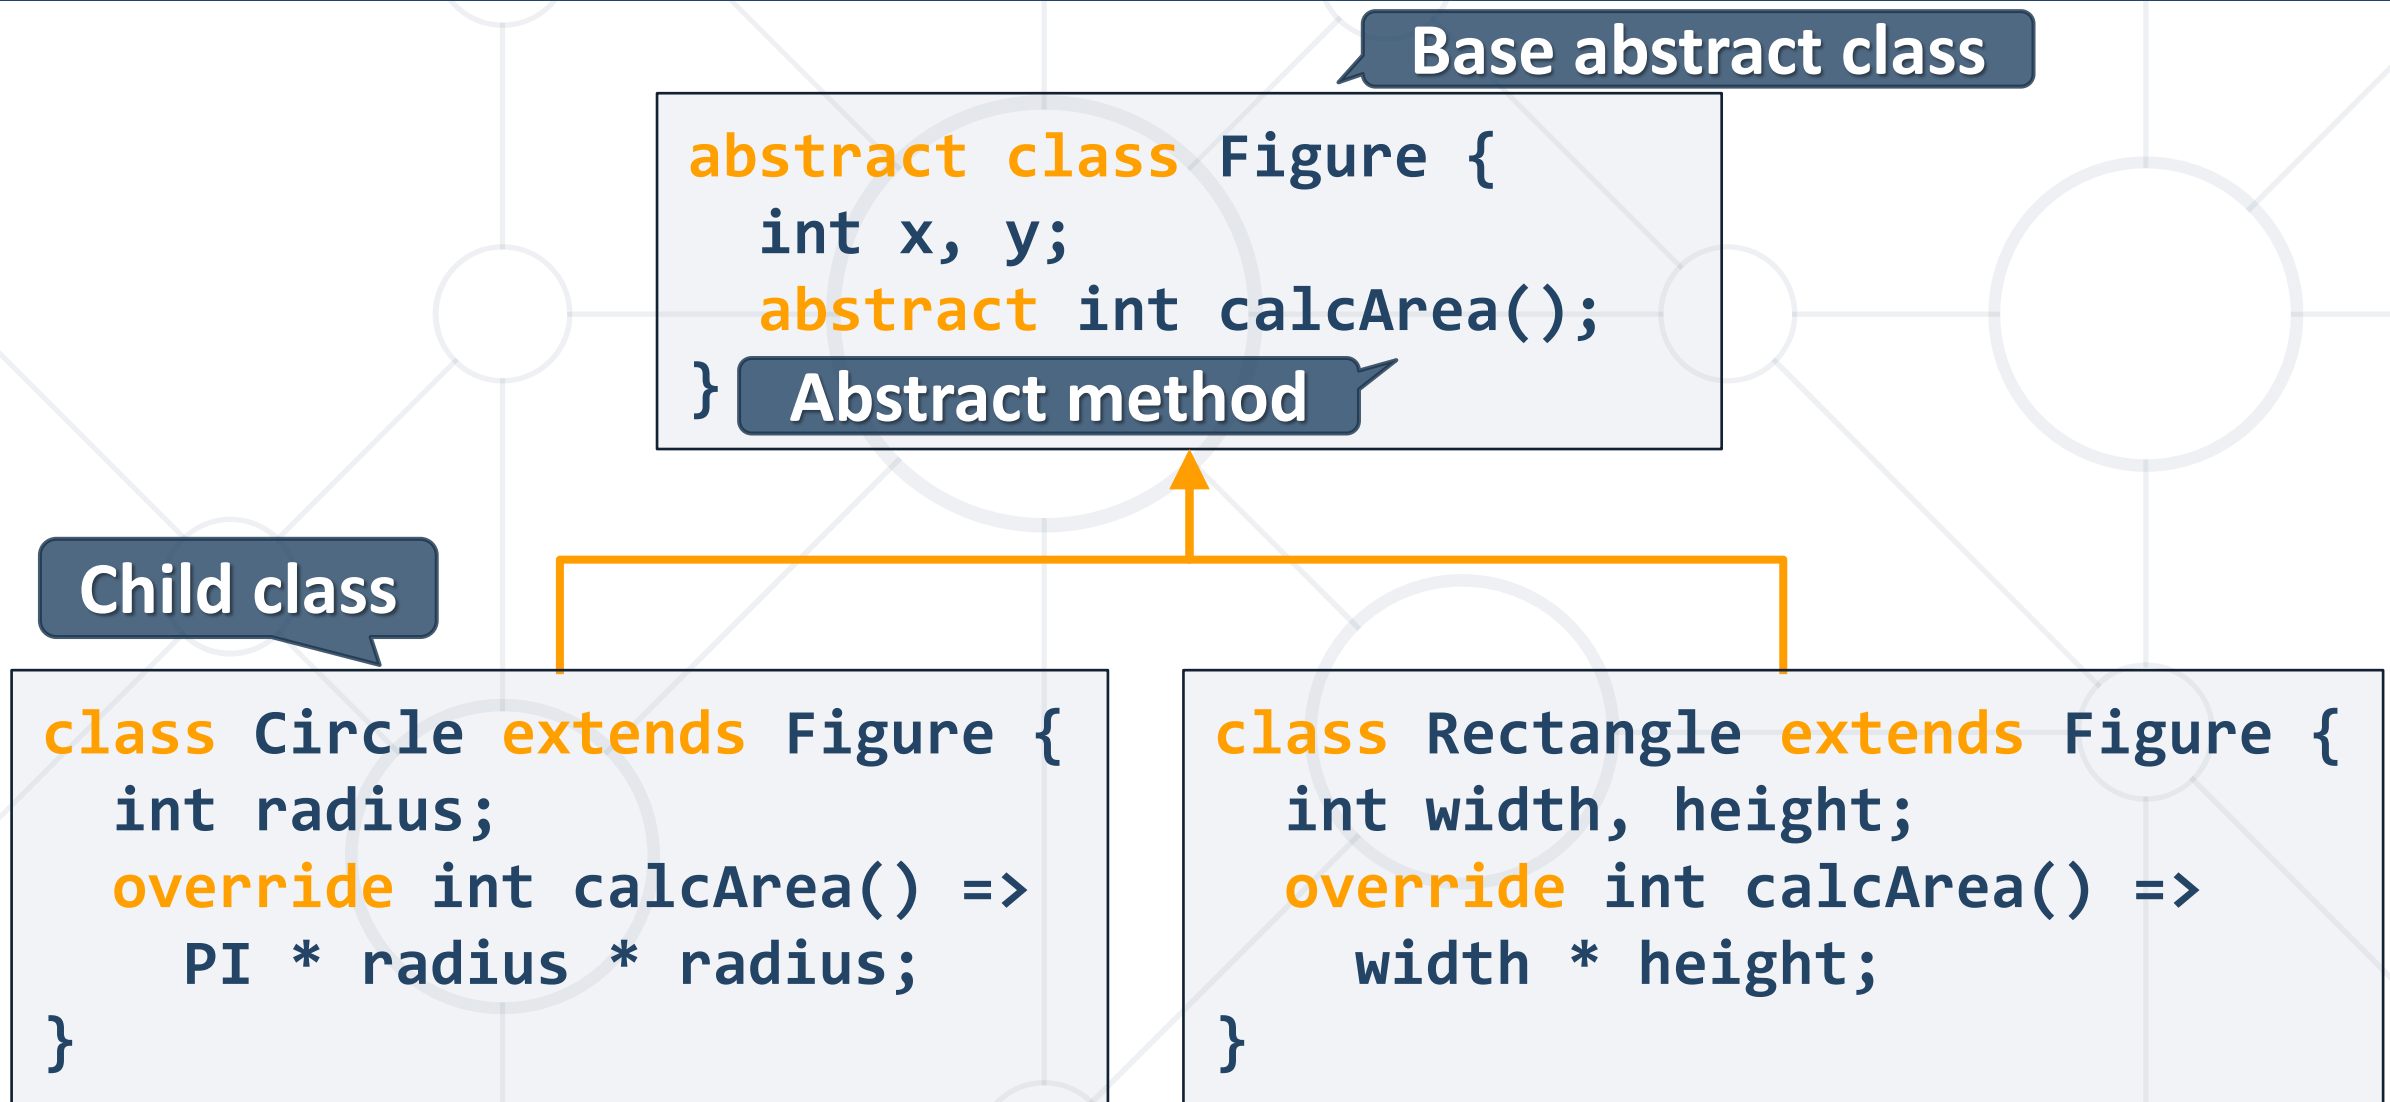 Base abstract class
abstract class Figure {
  int x, y;
  abstract int calcArea();
}
Abstract method
Child class
class Circle extends Figure {
  int radius;
  override int calcArea() =>
    PI * radius * radius;
}
class Rectangle extends Figure {
  int width, height;
  override int calcArea() =>
    width * height;
}